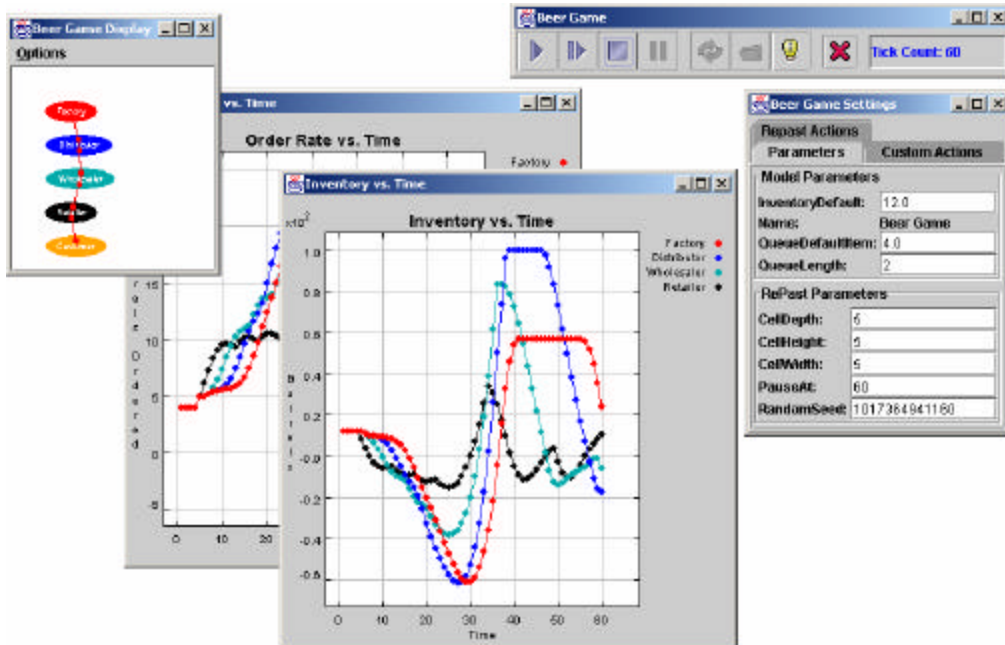 Beer Game Display
Options
Factory
Distributor
Wholesaler
Retailer
Customer
Beer Game
Tick Count: 60
vs. Time
Order Rate vs. Time
Factory
15
10
5
0
-5
0
10
20
Inventory vs. Time
Inventory vs. Time
x10^2
Factory
Distributor
Wholesaler
Retailer
1.0
0.8
0.6
0.4
0.2
-0.0
-0.2
-0.4
-0.6
0
10
20
30
40
50
60
Time
Beer Game Settings
Repast Actions
Parameters
Custom Actions
Model Parameters
InventoryDefault: 12.0
Name: Beer Game
QueueDefaultItem: 4.0
QueueLength: 2
RePast Parameters
CellDepth: 5
CellHeight: 5
CellWidth: 5
PauseAt: 60
RandomSeed: 1017364941160